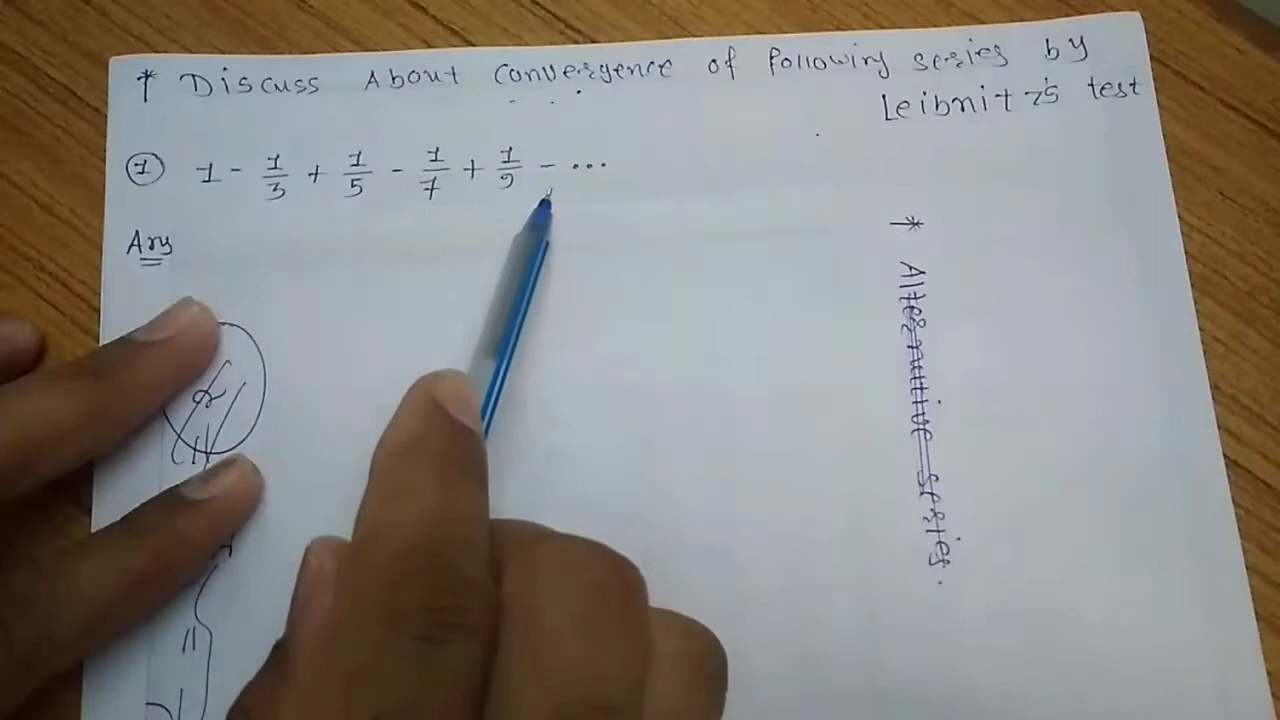 * Discuss About convergence of following series by
Leibnitz's test
① 1 - 1/3 + 1/5 - 1/7 + 1/9 - ...
Ans
* Alternative series.